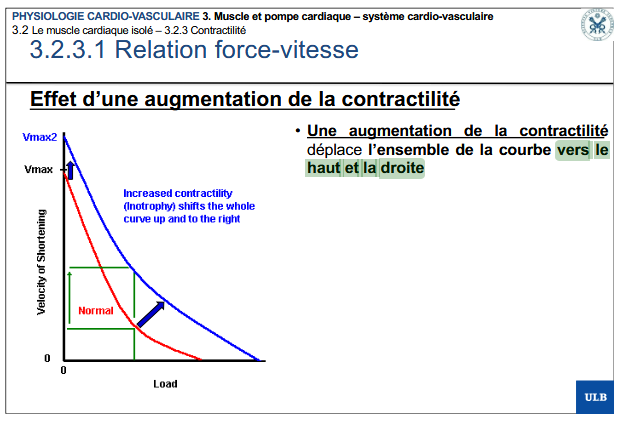 PHYSIOLOGIE CARDIO-VASCULAIRE 3. Muscle et pompe cardiaque – système cardio-vasculaire
3.2 Le muscle cardiaque isolé – 3.2.3 Contractilité
3.2.3.1 Relation force-vitesse
Effet d'une augmentation de la contractilité
Vmax2
Vmax
Velocity of Shortening
Increased contractility
(Inotrophy) shifts the whole
curve up and to the right
Normal
0
0
Load
• Une augmentation de la contractilité
déplace l'ensemble de la courbe vers le
haut et la droite
ULB